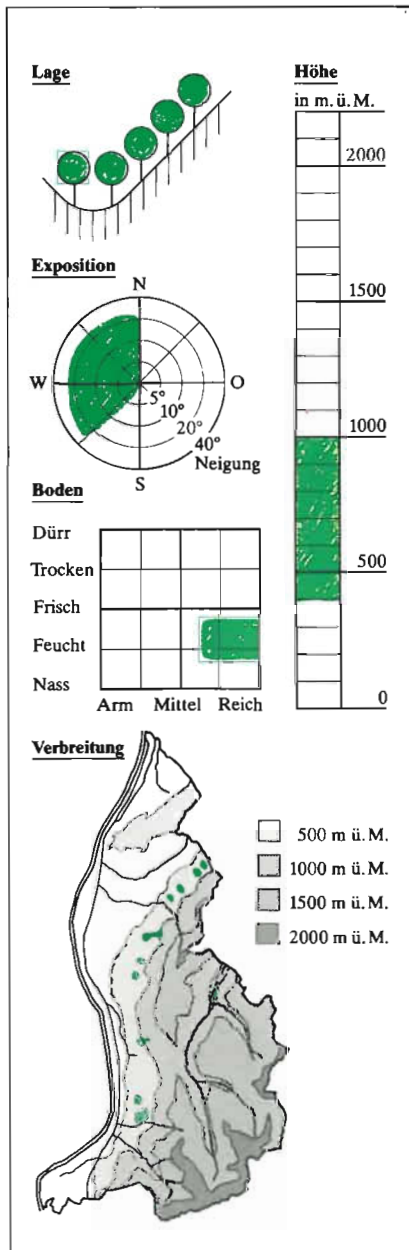 Lage
Exposition
N
W
O
S
5°
10°
20°
40°
Neigung
Boden
Dürr
Trocken
Frisch
Feucht
Nass
Arm Mittel Reich
Höhe
in m. ü. M.
2000
1500
1000
500
0
Verbreitung
500 m ü. M.
1000 m ü. M.
1500 m ü. M.
2000 m ü. M.